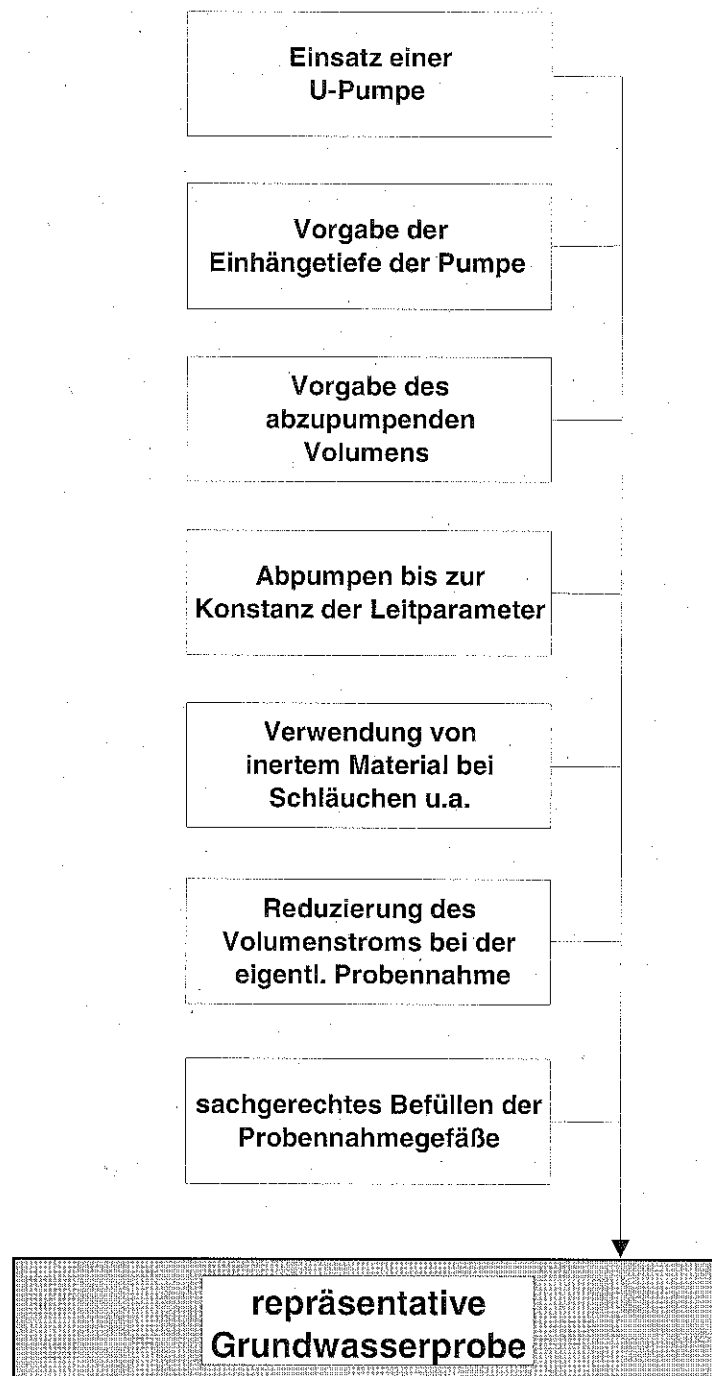 Einsatz einer
U-Pumpe
Vorgabe der
Einhängetiefe der Pumpe
Vorgabe des
abzupumpenden
Volumens
Abpumpen bis zur
Konstanz der Leitparameter
Verwendung von
inertem Material bei
Schläuchen u.a.
Reduzierung des
Volumenstroms bei der
eigentl. Probennahme
sachgerechtes Befüllen der
Probennahmegefäße
repräsentative
Grundwasserprobe